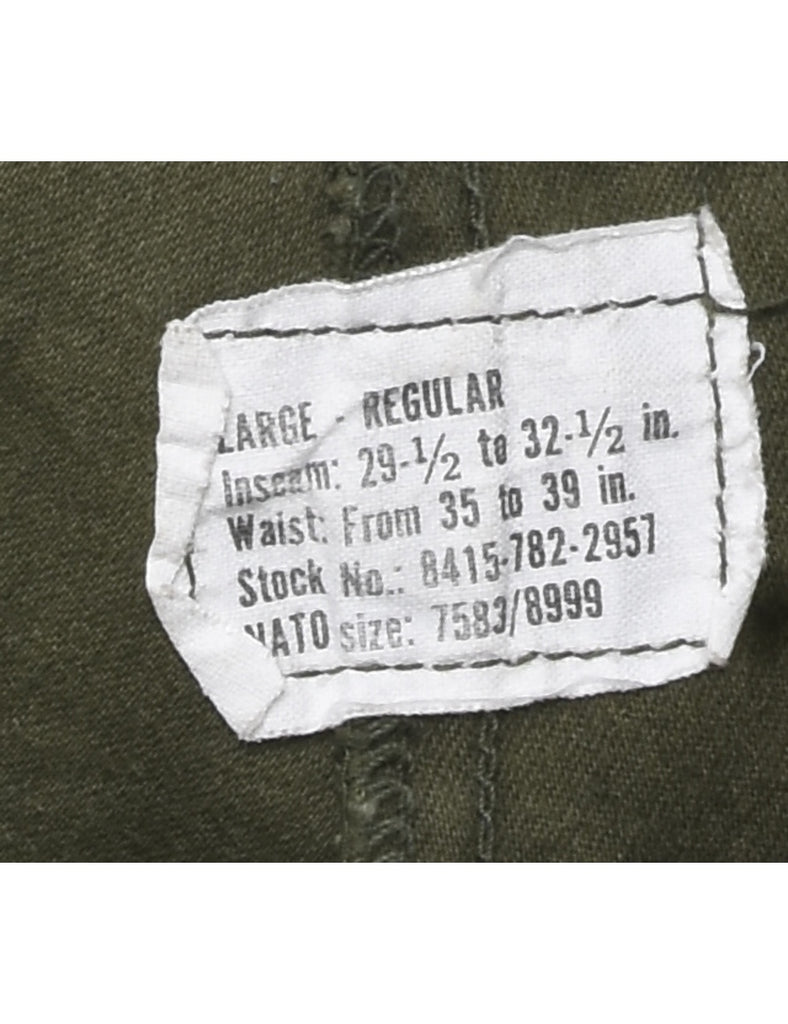 LARGE - REGULAR
Inseam: 29-1/2 to 32-1/2 in.
Waist: From 35 to 39 in.
Stock No.: 8415-782-2957
NATO size: 7583/8999